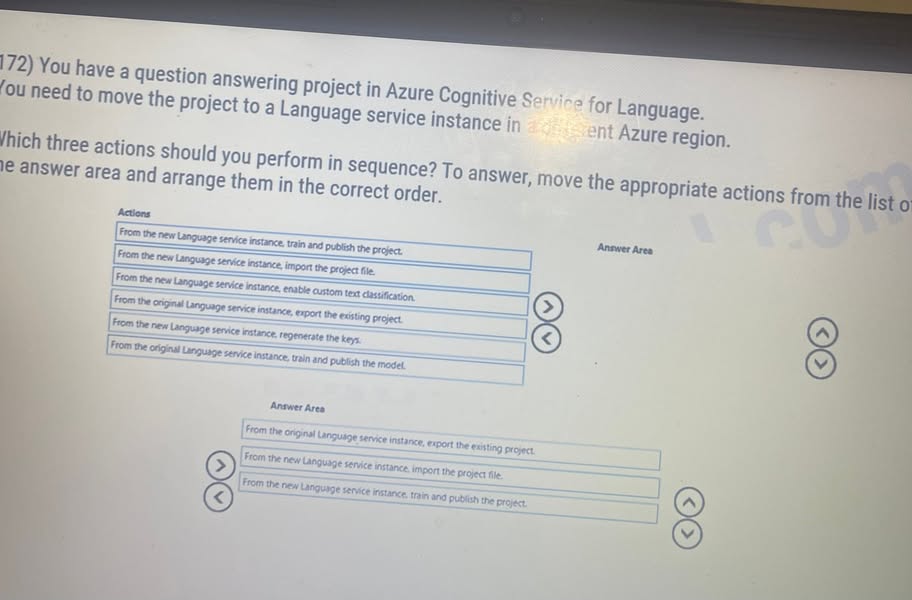 172) You have a question answering project in Azure Cognitive Service for Language.
You need to move the project to a Language service instance in a different Azure region.
Which three actions should you perform in sequence? To answer, move the appropriate actions from the list o
he answer area and arrange them in the correct order.
Actions
Answer Area
From the new Language service instance, train and publish the project.
From the new Language service instance, import the project file.
From the new Language service instance, enable custom text classification.
From the original Language service instance, export the existing project.
From the new Language service instance, regenerate the keys.
From the original Language service instance, train and publish the model.
Answer Area
From the original Language service instance, export the existing project.
From the new Language service instance, import the project file.
From the new Language service instance, train and publish the project.